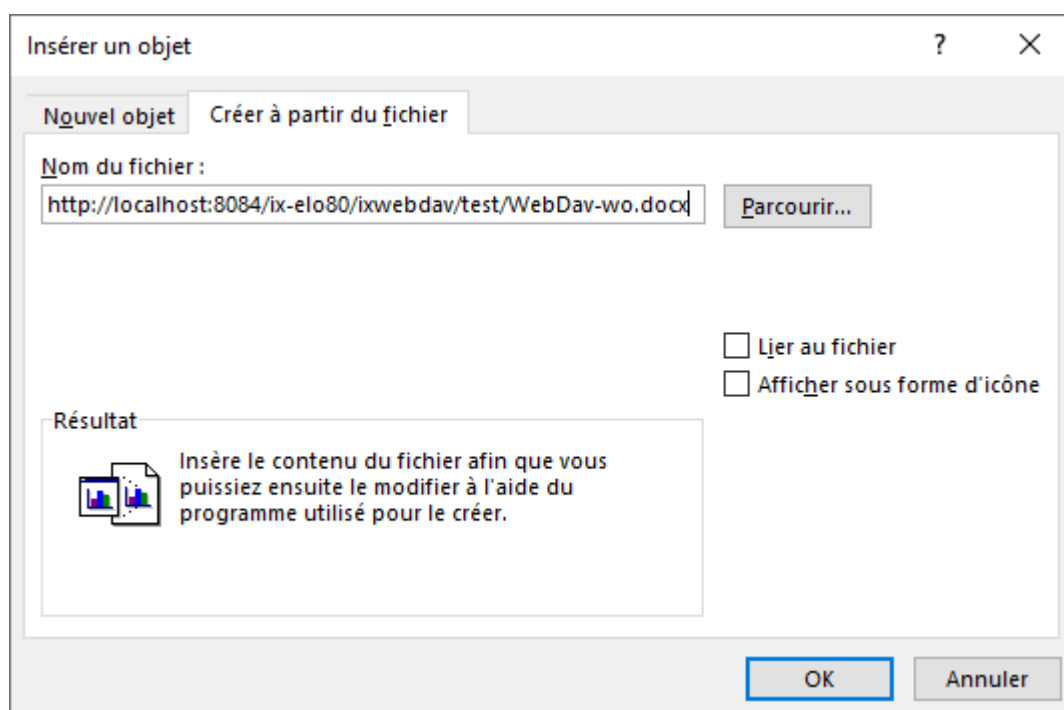 Insérer un objet
?
Nouvel objet
Créer à partir du fichier
Nom du fichier :
http://localhost:8084/ix-elo80/ixwebdav/test/WebDav-wo.docx
Parcourir...
Lier au fichier
Afficher sous forme d'icône
Résultat
Insère le contenu du fichier afin que vous
puissiez ensuite le modifier à l'aide du
programme utilisé pour le créer.
OK
Annuler